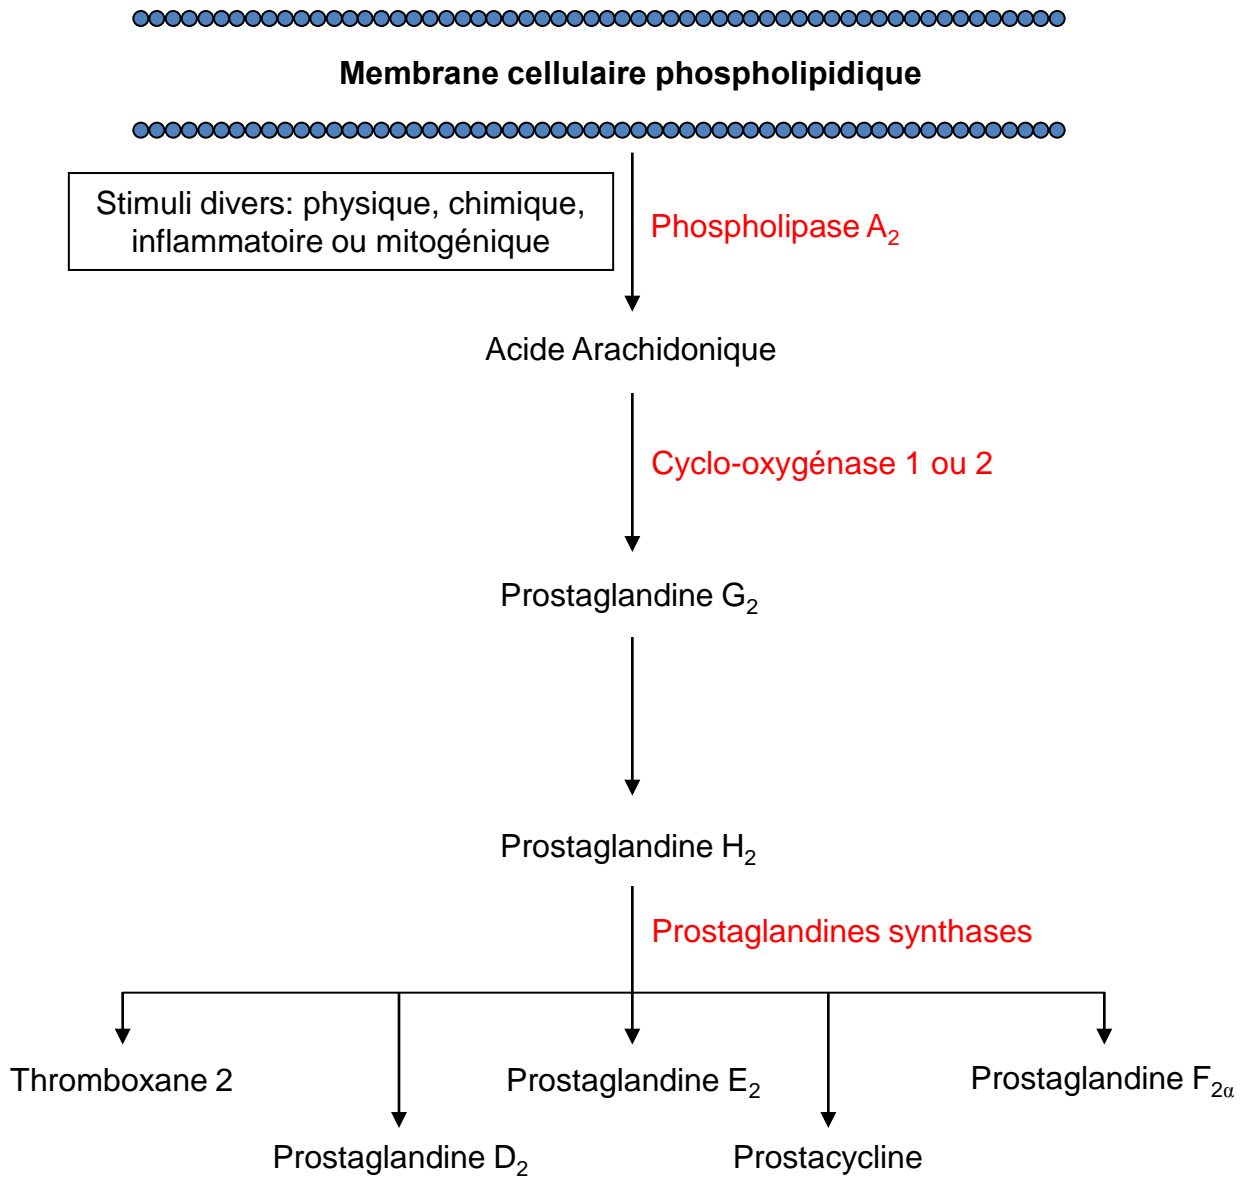 Membrane cellulaire phospholipidique
Stimuli divers: physique, chimique,
inflammatoire ou mitogénique
Phospholipase A₂
Acide Arachidonique
Cyclo-oxygénase 1 ou 2
Prostaglandine G₂
Prostaglandine H₂
Prostaglandines synthases
Thromboxane 2
Prostaglandine E₂
Prostaglandine F₂α
Prostaglandine D₂
Prostacycline